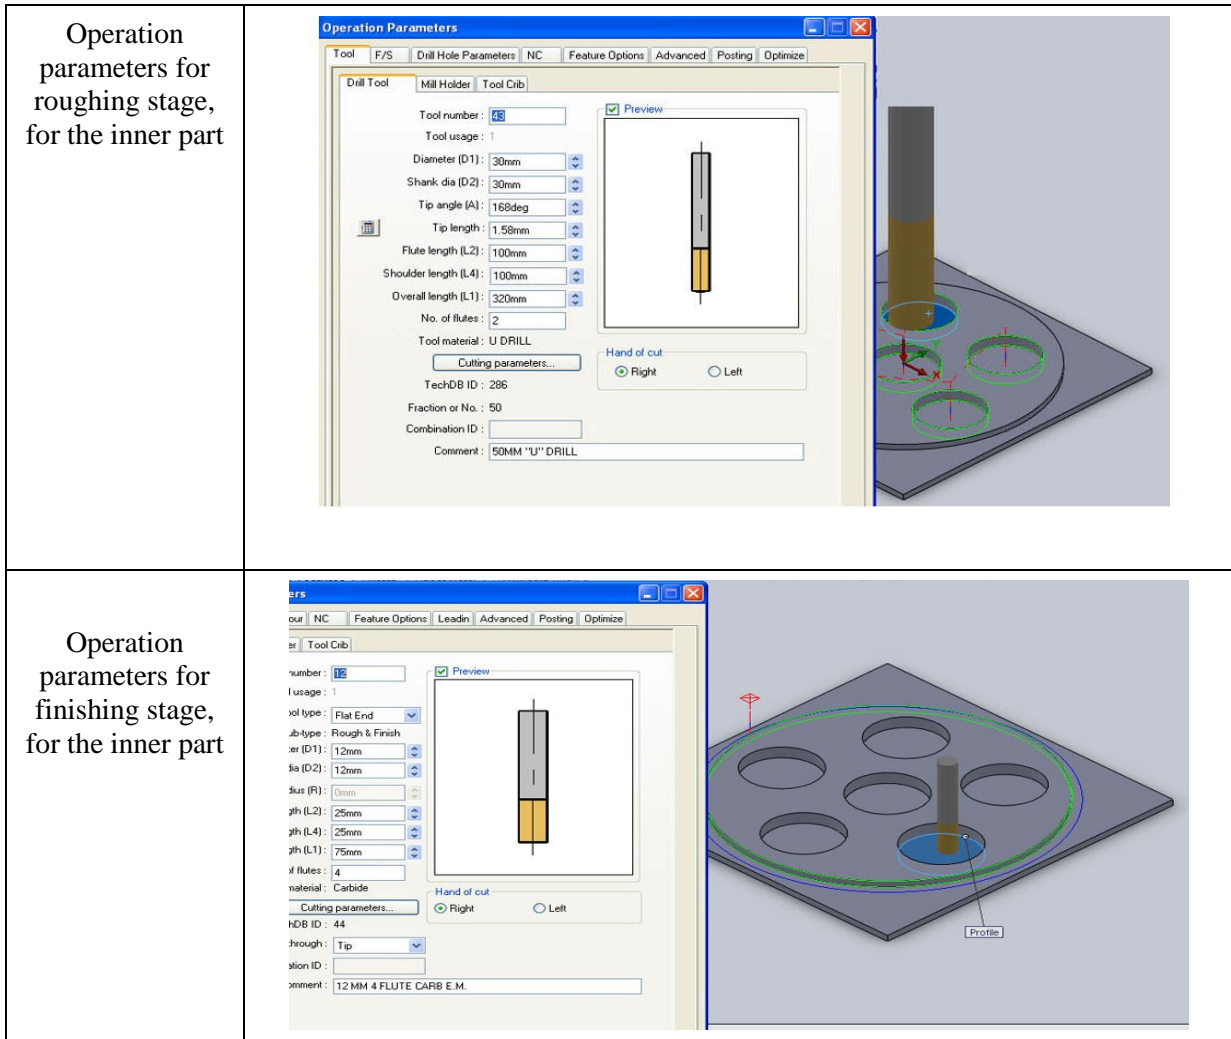 Operation
parameters for
roughing stage,
for the inner part
Operation Parameters
Tool F/S Drill Hole Parameters NC Feature Options Advanced Posting Optimize
Drill Tool Mill Holder Tool Crib
Tool number : 43
Tool usage : 1
Diameter (D1) : 30mm
Shank dia (D2) : 30mm
Tip angle (A) : 168deg
Tip length : 1.58mm
Flute length (L2) : 100mm
Shoulder length (L4) : 100mm
Overall length (L1) : 320mm
No. of flutes : 2
Tool material : U DRILL
Cutting parameters...
TechDB ID : 286
Fraction or No. : 50
Combination ID :
Comment : 50MM "U" DRILL
Preview
Hand of cut
Right Left
X
Y
Operation
parameters for
finishing stage,
for the inner part
ers
our NC Feature Options Leadin Advanced Posting Optimize
er Tool Crib
number : 12
l usage : 1
ool type : Flat End
ub-type : Rough & Finish
er (D1) : 12mm
dia (D2) : 12mm
dius (R) : 0mm
gth (L2) : 25mm
gth (L4) : 25mm
gth (L1) : 75mm
of flutes : 4
material : Carbide
Cutting parameters...
hDB ID : 44
through : Tip
ation ID :
omment : 12 MM 4 FLUTE CARB E.M.
Preview
Hand of cut
Right Left
Profile